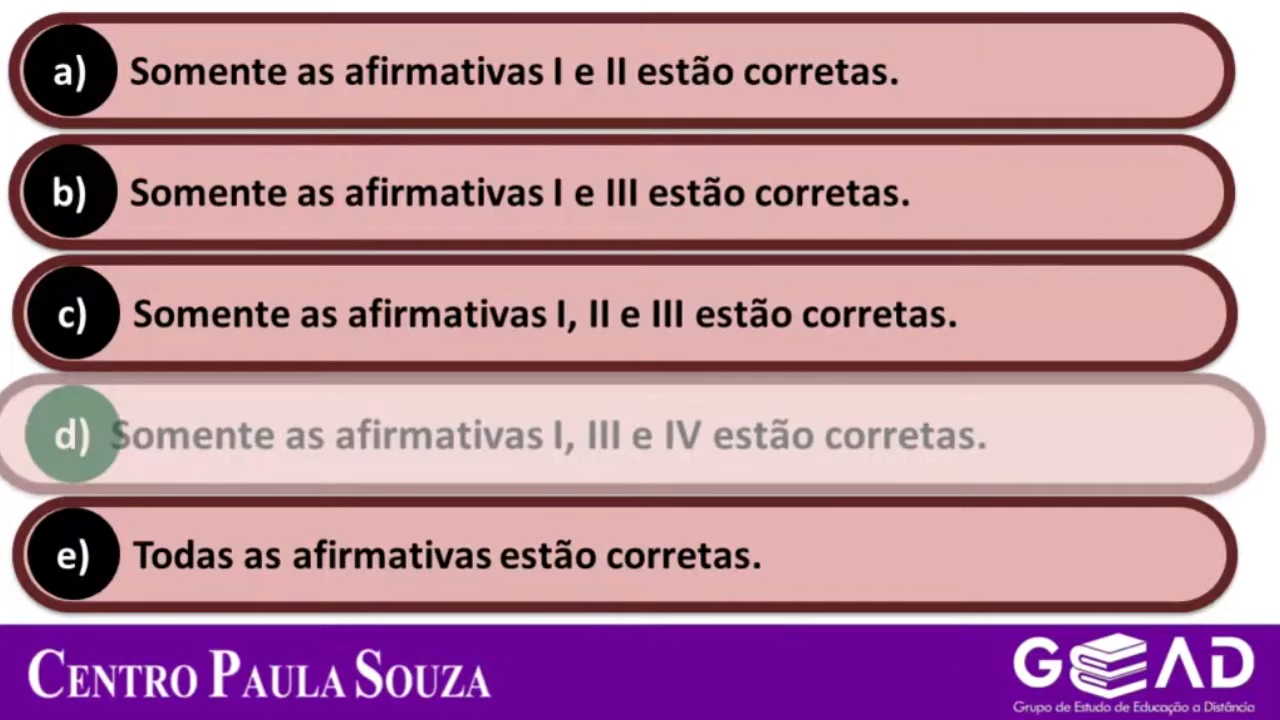 a) Somente as afirmativas I e II estão corretas.
b) Somente as afirmativas I e III estão corretas.
c) Somente as afirmativas I, II e III estão corretas.
d) Somente as afirmativas I, III e IV estão corretas.
e) Todas as afirmativas estão corretas.
CENTRO PAULA SOUZA
GEAD
Grupo de Estudo de Educação a Distância